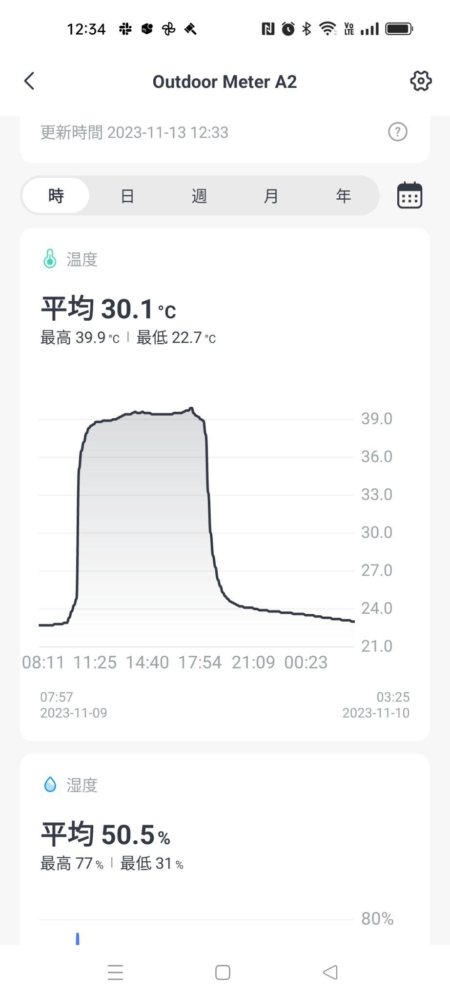 12:34
Vo LTE
Outdoor Meter A2
更新時間 2023-11-13 12:33
?
時 日 週 月 年
温度
平均 30.1 °C
最高 39.9 °C | 最低 22.7 °C
39.0
36.0
33.0
30.0
27.0
24.0
21.0
08:11 11:25 14:40 17:54 21:09 00:23
07:57 03:25
2023-11-09 2023-11-10
湿度
平均 50.5 %
最高 77 % | 最低 31 %
80%